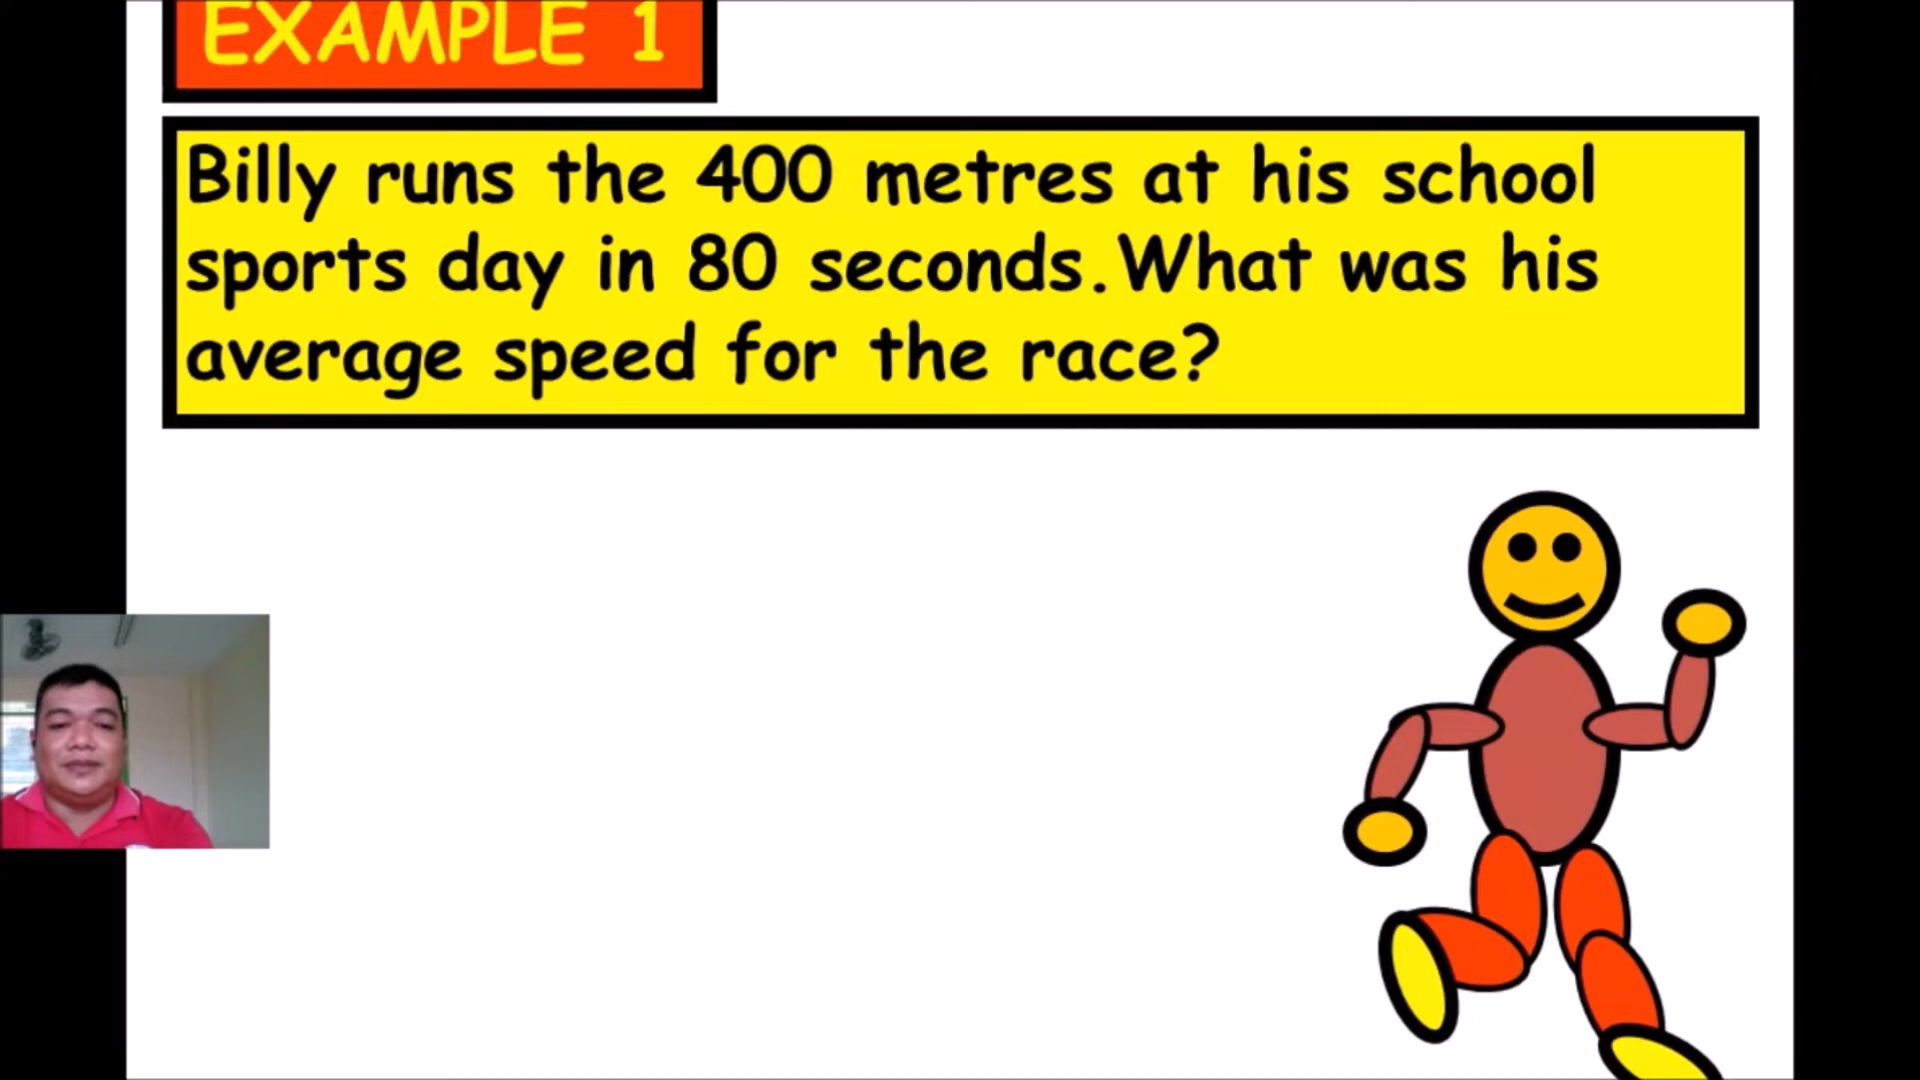 EXAMPLE 1
Billy runs the 400 metres at his school
sports day in 80 seconds.What was his
average speed for the race?